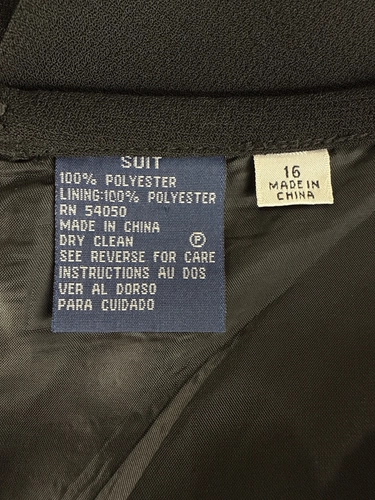 SUIT
100% POLYESTER
LINING:100% POLYESTER
RN 54050
MADE IN CHINA
DRY CLEAN Ⓟ
SEE REVERSE FOR CARE
INSTRUCTIONS AU DOS
VER AL DORSO
PARA CUIDADO
16
MADE IN
CHINA